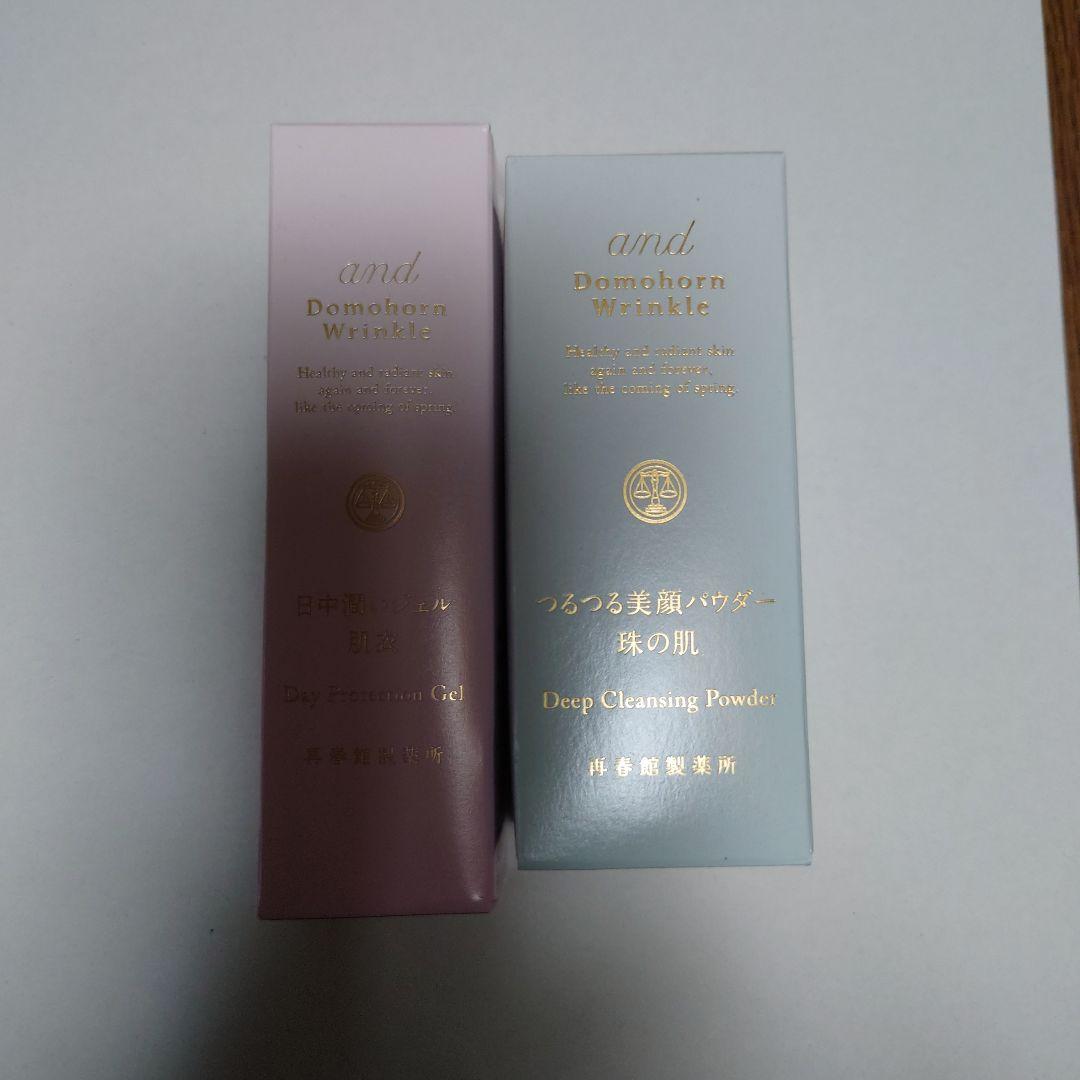 and
Domohorn
Wrinkle
Healthy and radiant skin
again and forever,
like the coming of spring.
日中潤いジェル
肌衣
Day Protection Gel
再春館製薬所
and
Domohorn
Wrinkle
Healthy and radiant skin
again and forever,
like the coming of spring.
つるつる美顔パウダー
珠の肌
Deep Cleansing Powder
再春館製薬所